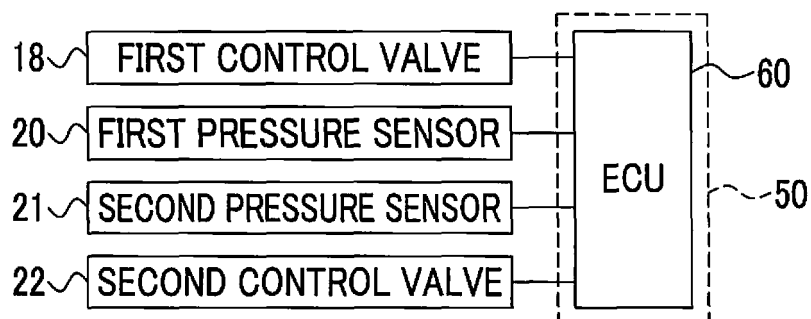 18 FIRST CONTROL VALVE
20 FIRST PRESSURE SENSOR
21 SECOND PRESSURE SENSOR
22 SECOND CONTROL VALVE
ECU
60
50